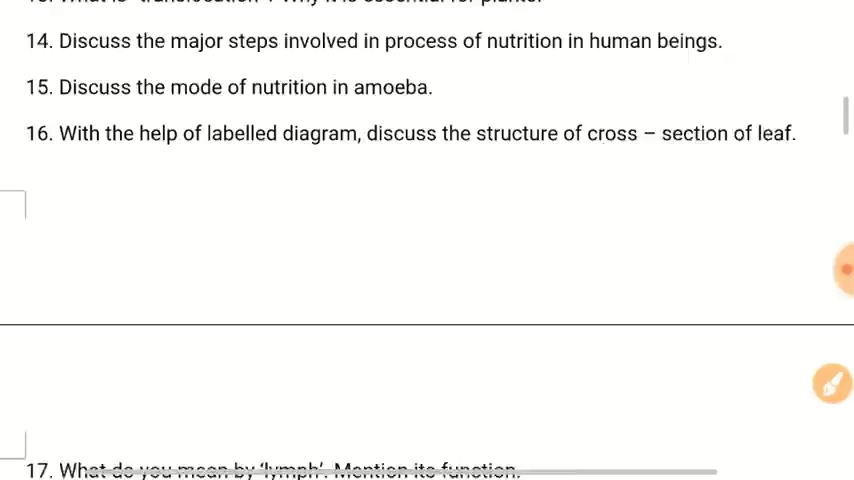 14. Discuss the major steps involved in process of nutrition in human beings.
15. Discuss the mode of nutrition in amoeba.
16. With the help of labelled diagram, discuss the structure of cross – section of leaf.
17. What do you mean by ‘lymph’. Mention its function.